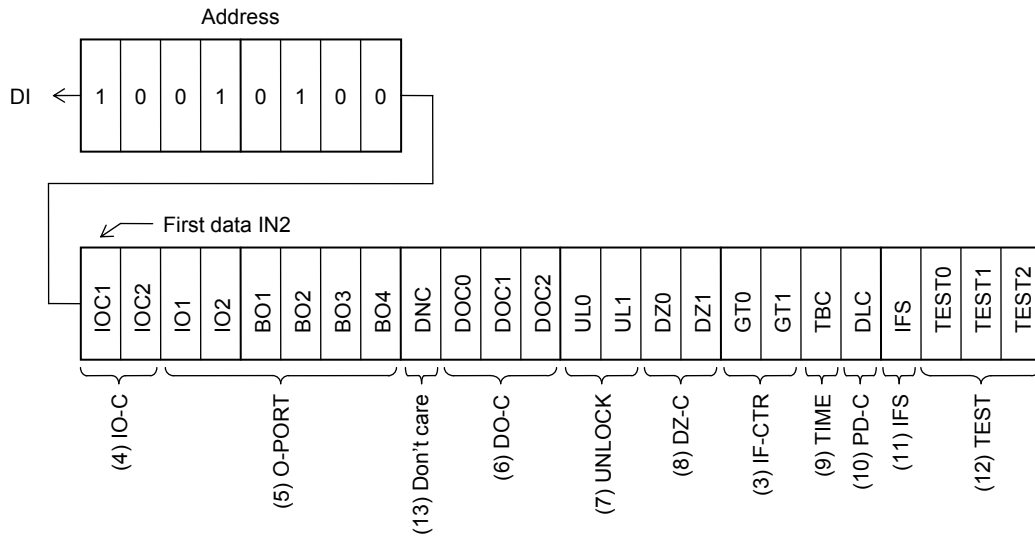 Address
DI 1 0 0 1 0 1 0 0
First data IN2
IOC1 IOC2 IO1 IO2 BO1 BO2 BO3 BO4 DNC DOC0 DOC1 DOC2 UL0 UL1 DZ0 DZ1 GT0 GT1 TBC DLC IFS TEST0 TEST1 TEST2
(4) IO-C
(5) O-PORT
(13) Don't care
(6) DO-C
(7) UNLOCK
(8) DZ-C
(3) IF-CTR
(9) TIME
(10) PD-C
(11) IFS
(12) TEST